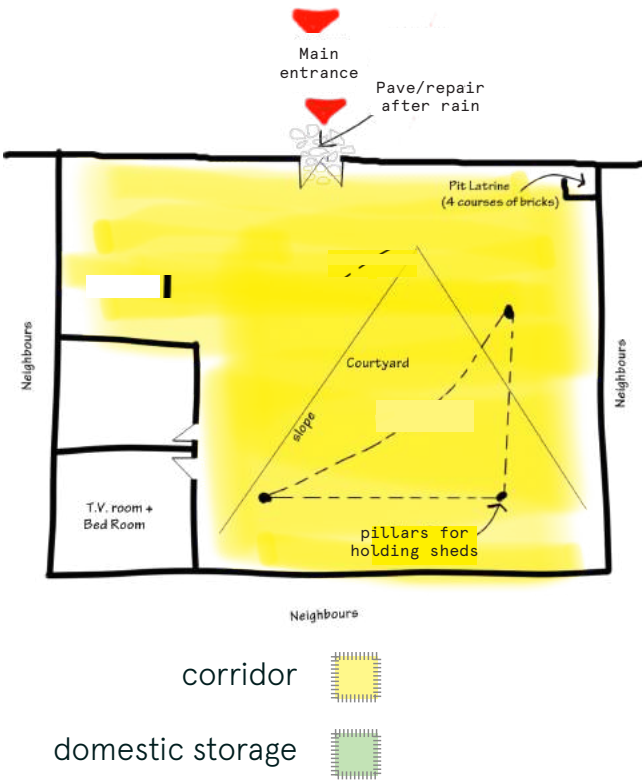 Main
entrance
Pave/repair
after rain
Pit Latrine
(4 courses of bricks)
Neighbours
Courtyard
slope
Neighbours
T.V. room +
Bed Room
pillars for
holding sheds
Neighbours
corridor
domestic storage